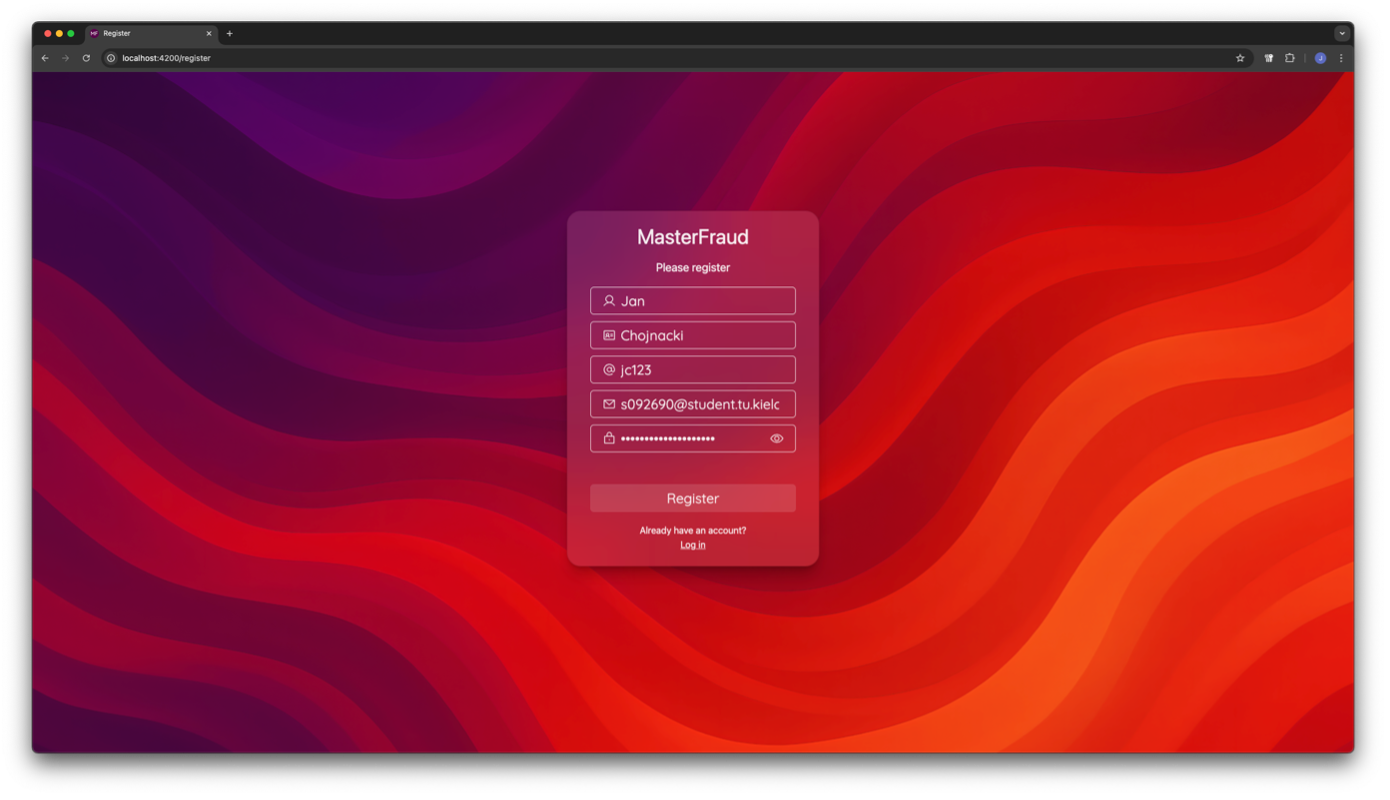 MF Register
localhost:4200/register
J
MasterFraud
Please register
Jan
Chojnacki
jc123
s092690@student.tu.kielc
••••••••••••••••••••
Register
Already have an account?
Log in